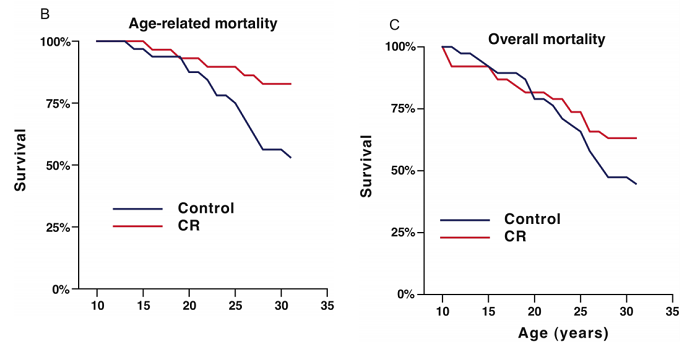 B
Age-related mortality
100%
75%
50%
25%
0%
Survival
Control
CR
10 15 20 25 30 35
C
Overall mortality
100%
75%
50%
25%
0%
Survival
Control
CR
10 15 20 25 30 35
Age (years)